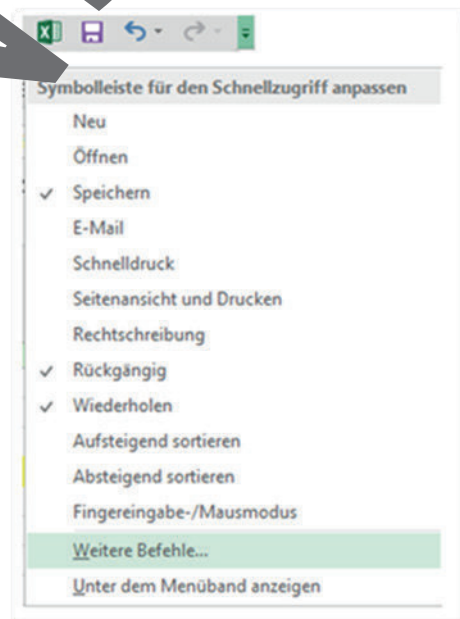 Symbolleiste für den Schnellzugriff anpassen
Neu
Öffnen
Speichern
E-Mail
Schnelldruck
Seitenansicht und Drucken
Rechtschreibung
Rückgängig
Wiederholen
Aufsteigend sortieren
Absteigend sortieren
Fingereingabe-/Mausmodus
Weitere Befehle...
Unter dem Menüband anzeigen